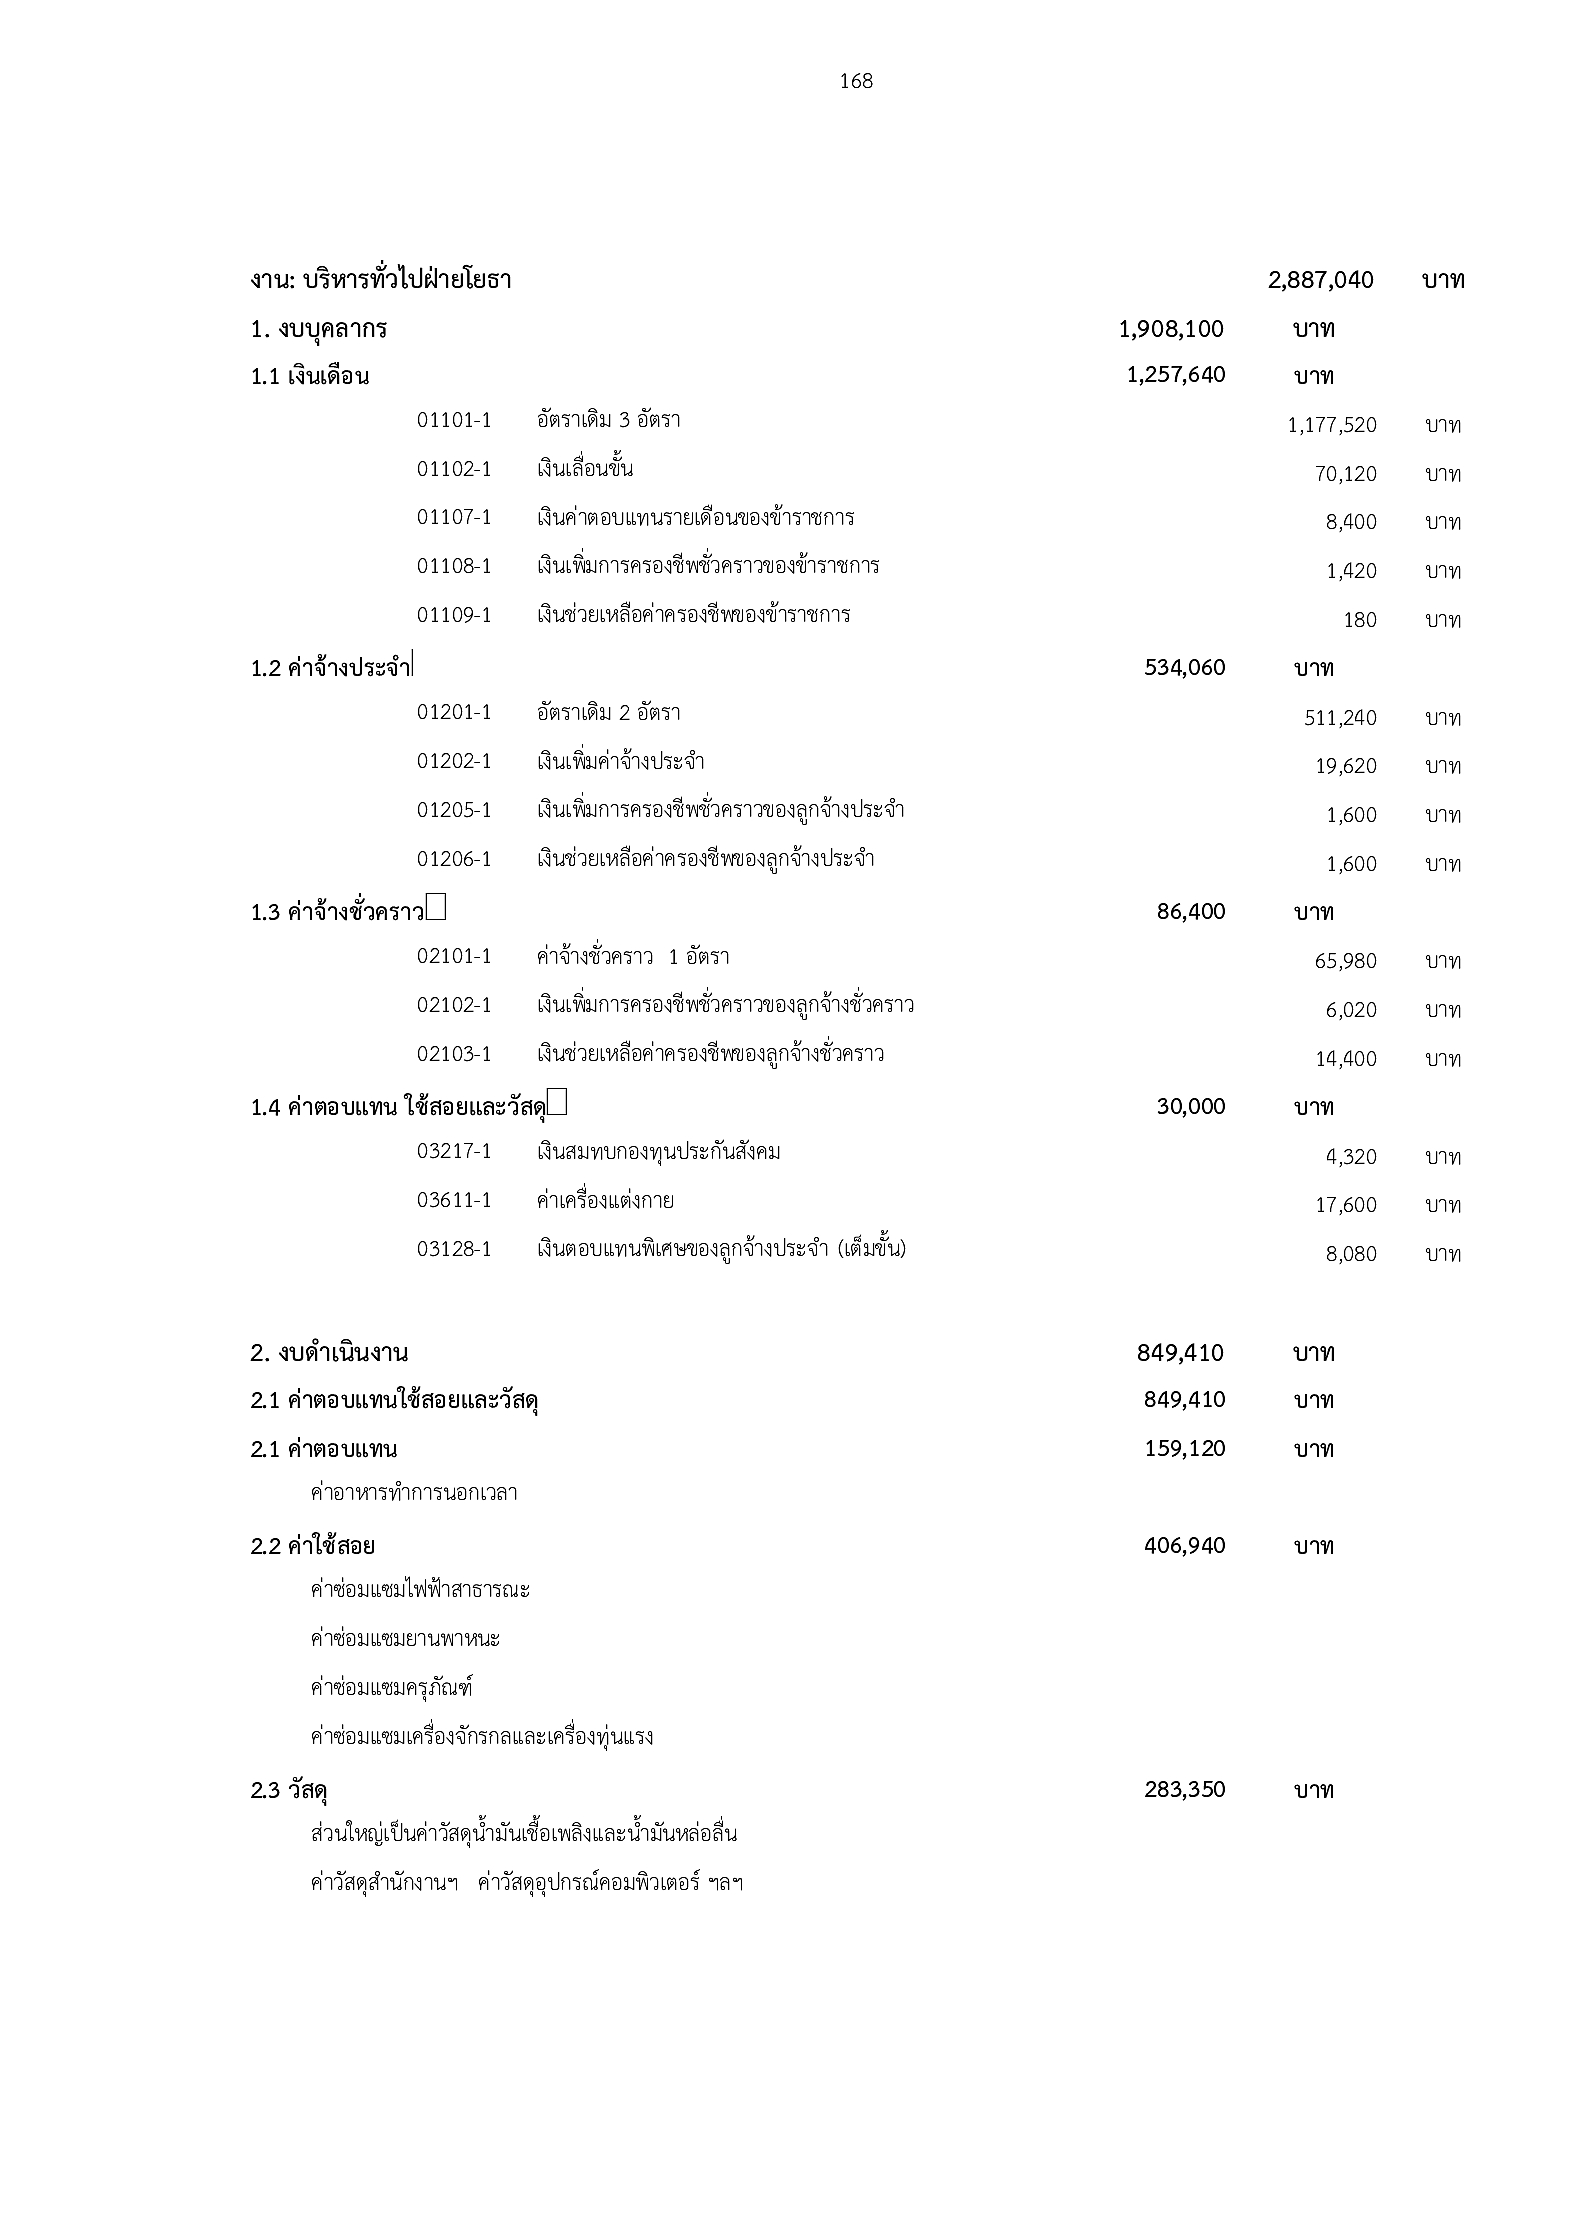 168
งาน: บริหารทั่วไปฝ่ายโยธา 2,887,040 บาท
1. งบบุคลากร 1,908,100 บาท
1.1 เงินเดือน 1,257,640 บาท
01101-1 อัตราเดิม 3 อัตรา 1,177,520 บาท
01102-1 เงินเลื่อนขั้น 70,120 บาท
01107-1 เงินค่าตอบแทนรายเดือนของข้าราชการ 8,400 บาท
01108-1 เงินเพิ่มการครองชีพชั่วคราวของข้าราชการ 1,420 บาท
01109-1 เงินช่วยเหลือค่าครองชีพของข้าราชการ 180 บาท
1.2 ค่าจ้างประจำ 534,060 บาท
01201-1 อัตราเดิม 2 อัตรา 511,240 บาท
01202-1 เงินเพิ่มค่าจ้างประจำ 19,620 บาท
01205-1 เงินเพิ่มการครองชีพชั่วคราวของลูกจ้างประจำ 1,600 บาท
01206-1 เงินช่วยเหลือค่าครองชีพของลูกจ้างประจำ 1,600 บาท
1.3 ค่าจ้างชั่วคราว 86,400 บาท
02101-1 ค่าจ้างชั่วคราว 1 อัตรา 65,980 บาท
02102-1 เงินเพิ่มการครองชีพชั่วคราวของลูกจ้างชั่วคราว 6,020 บาท
02103-1 เงินช่วยเหลือค่าครองชีพของลูกจ้างชั่วคราว 14,400 บาท
1.4 ค่าตอบแทน ใช้สอยและวัสดุ 30,000 บาท
03217-1 เงินสมทบกองทุนประกันสังคม 4,320 บาท
03611-1 ค่าเครื่องแต่งกาย 17,600 บาท
03128-1 เงินตอบแทนพิเศษของลูกจ้างประจำ (เต็มขั้น) 8,080 บาท
2. งบดำเนินงาน 849,410 บาท
2.1 ค่าตอบแทนใช้สอยและวัสดุ 849,410 บาท
2.1 ค่าตอบแทน 159,120 บาท
ค่าอาหารทำการนอกเวลา
2.2 ค่าใช้สอย 406,940 บาท
ค่าซ่อมแซมไฟฟ้าสาธารณะ
ค่าซ่อมแซมยานพาหนะ
ค่าซ่อมแซมครุภัณฑ์
ค่าซ่อมแซมเครื่องจักรกลและเครื่องทุ่นแรง
2.3 วัสดุ 283,350 บาท
ส่วนใหญ่เป็นค่าวัสดุน้ำมันเชื้อเพลิงและน้ำมันหล่อลื่น
ค่าวัสดุสำนักงานฯ ค่าวัสดุอุปกรณ์คอมพิวเตอร์ ฯลฯ